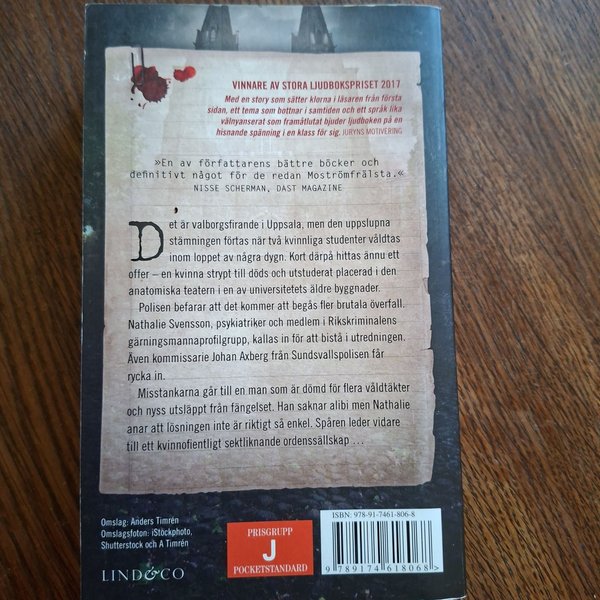 VINNARE AV STORA LJUDBOKSPRISET 2017
Med en story som sätter klorna i läsaren från första
sidan, ett tema som bottnar i samtiden och ett språk lika
välnyanserat som framåtlutat bjuder ljudboken på en
hisnande spänning i en klass för sig. JURYNS MOTIVERING
»En av författarens bättre böcker och
definitivt något för de redan Moströmfrälsta.«
NISSE SCHERMAN, DAST MAGAZINE
Det är valborgsfirande i Uppsala, men den uppslupna
stämningen förtas när två kvinnliga studenter våldtas
inom loppet av några dygn. Kort därpå hittas ännu ett
offer – en kvinna strypt till döds och utstuderat placerad i den
anatomiska teatern i en av universitetets äldre byggnader.
Polisen befarar att det kommer att begås fler brutala överfall.
Nathalie Svensson, psykiatriker och medlem i Rikskriminalens
gärningsmannaprofilgrupp, kallas in för att bistå i utredningen.
Även kommissarie Johan Axberg från Sundsvallspolisen får
rycka in.
Misstankarna går till en man som är dömd för flera våldtäkter
och nyss utsläppt från fängelset. Han saknar alibi men Nathalie
anar att lösningen inte är riktigt så enkel. Spåren leder vidare
till ett kvinnofientligt sektliknande ordenssällskap ...
Omslag: Anders Timrén
Omslagsfoton: iStöckphoto,
Shutterstock och A Timrén
LIND&CO
PRISGRUPP
J
POCKETSTANDARD
ISBN: 978-91-7461-806-8
9 789174 618068